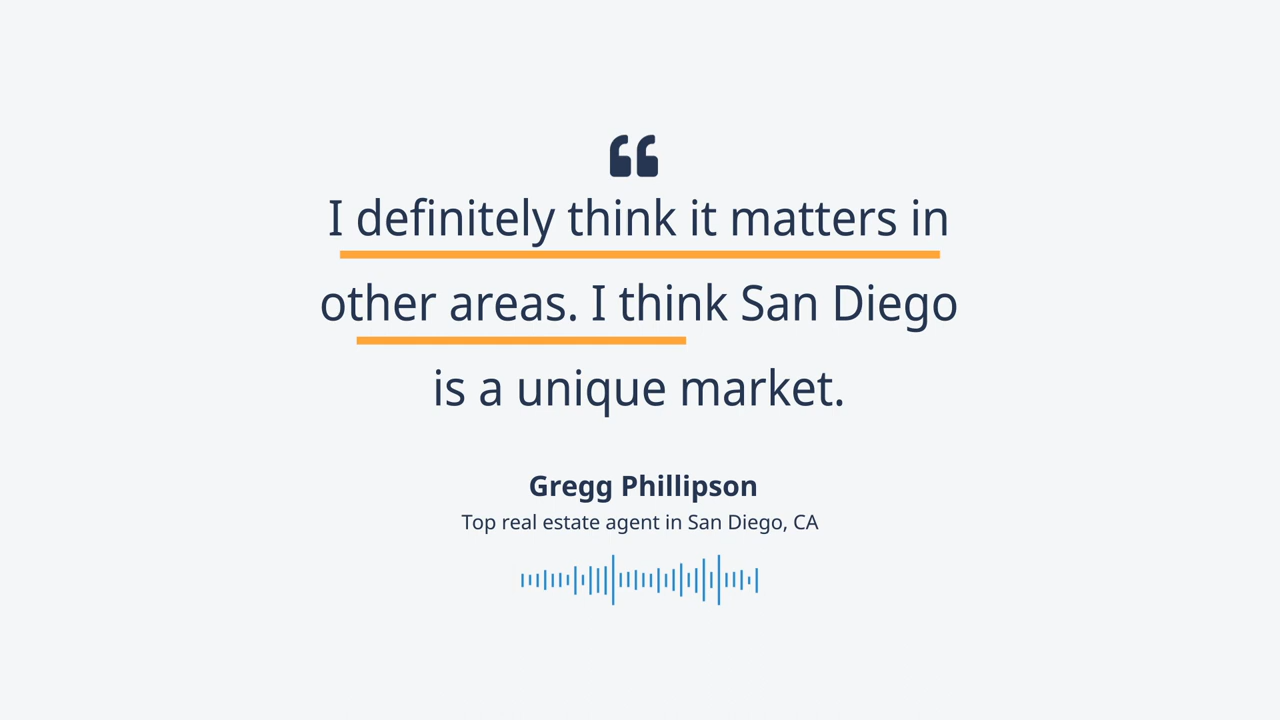 “
I definitely think it matters in
other areas. I think San Diego
is a unique market.
Gregg Phillipson
Top real estate agent in San Diego, CA